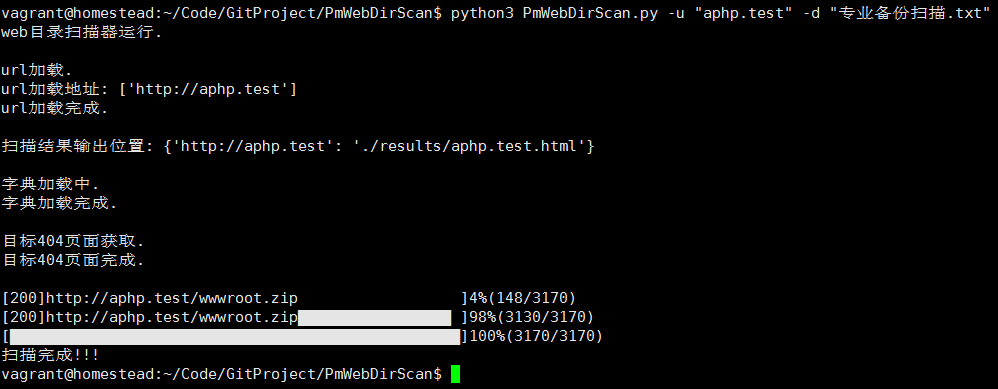 vagrant@homestead:~/Code/GitProject/PmWebDirScan$ python3 PmWebDirScan.py -u "aphp.test" -d "专业备份扫描.txt"
web目录扫描器运行.
url加载.
url加载地址: ['http://aphp.test']
url加载完成.
扫描结果输出位置: {'http://aphp.test': './results/aphp.test.html'}
字典加载中.
字典加载完成.
目标404页面获取.
目标404页面完成.
[200]http://aphp.test/wwwroot.zip ]4%(148/3170)
[200]http://aphp.test/wwwroot.zip ]98%(3130/3170)
[ ]100%(3170/3170)
扫描完成!!!
vagrant@homestead:~/Code/GitProject/PmWebDirScan$